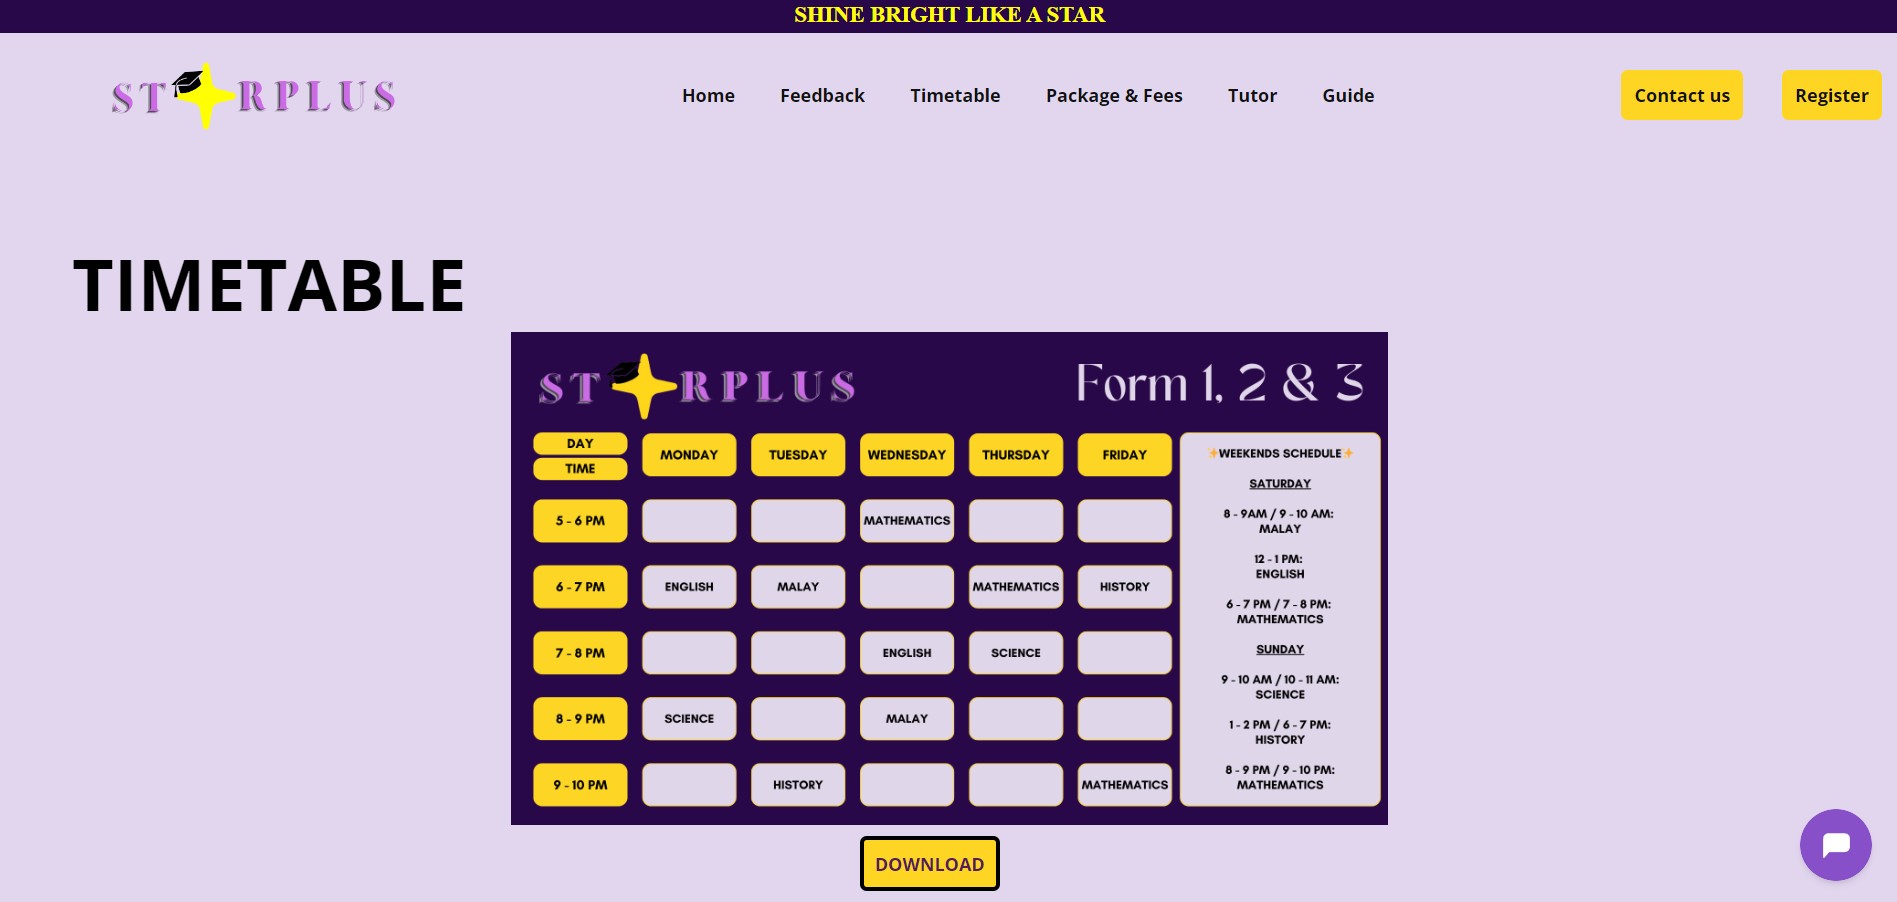 SHINE BRIGHT LIKE A STAR
ST RPLUS
Home Feedback Timetable Package & Fees Tutor Guide Contact us Register
TIMETABLE
ST RPLUS Form 1, 2 & 3
DAY
TIME
MONDAY TUESDAY WEDNESDAY THURSDAY FRIDAY
5 - 6 PM MATHEMATICS
6 - 7 PM ENGLISH MALAY MATHEMATICS HISTORY
7 - 8 PM ENGLISH SCIENCE
8 - 9 PM SCIENCE MALAY
9 - 10 PM HISTORY MATHEMATICS
✨WEEKENDS SCHEDULE✨
SATURDAY
8 - 9AM / 9 - 10 AM:
MALAY
12 - 1 PM:
ENGLISH
6 - 7 PM / 7 - 8 PM:
MATHEMATICS
SUNDAY
9 - 10 AM / 10 - 11 AM:
SCIENCE
1 - 2 PM / 6 - 7 PM:
HISTORY
8 - 9 PM / 9 - 10 PM:
MATHEMATICS
DOWNLOAD